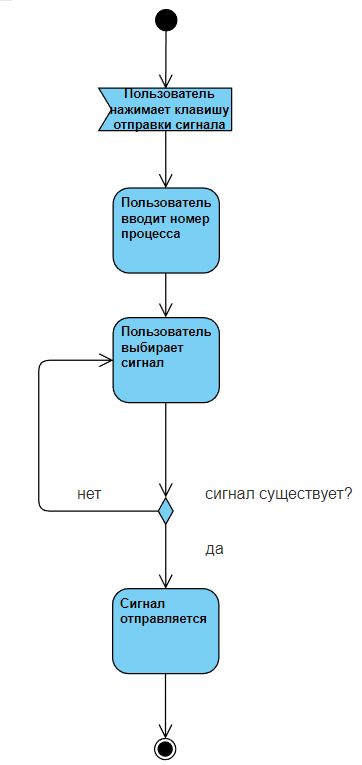 Пользователь
нажимает клавишу
отправки сигнала
Пользователь
вводит номер
процесса
Пользователь
выбирает
сигнал
нет
сигнал существует?
да
Сигнал
отправляется